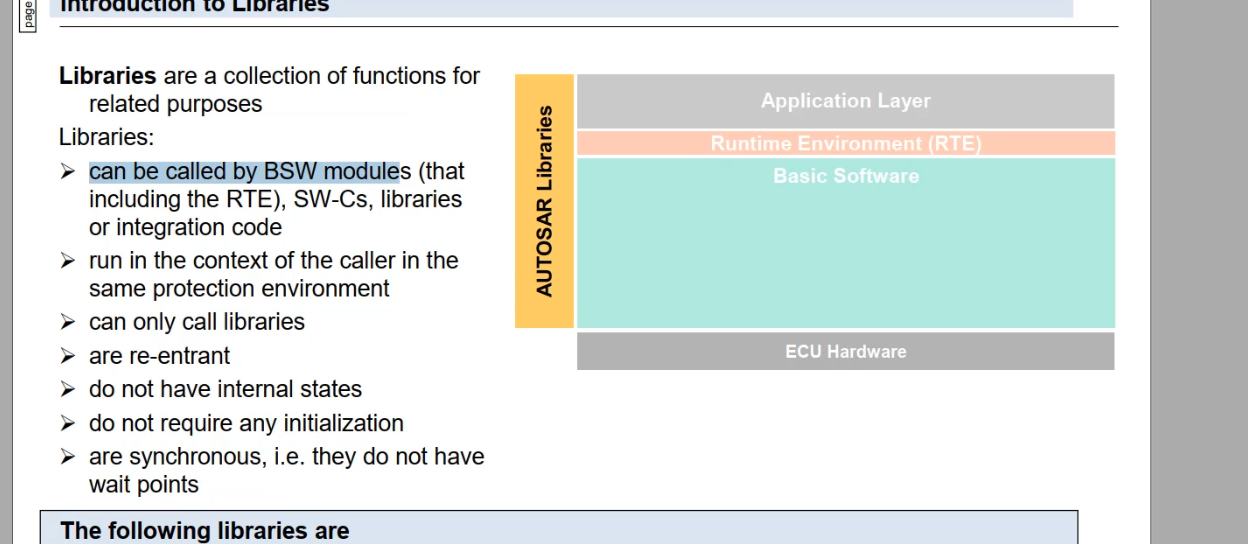 page
Introduction to Libraries
Libraries are a collection of functions for
related purposes
Libraries:
➢ can be called by BSW modules (that
including the RTE), SW-Cs, libraries
or integration code
➢ run in the context of the caller in the
same protection environment
➢ can only call libraries
➢ are re-entrant
➢ do not have internal states
➢ do not require any initialization
➢ are synchronous, i.e. they do not have
wait points
AUTOSAR Libraries
Application Layer
Runtime Environment (RTE)
Basic Software
ECU Hardware
The following libraries are